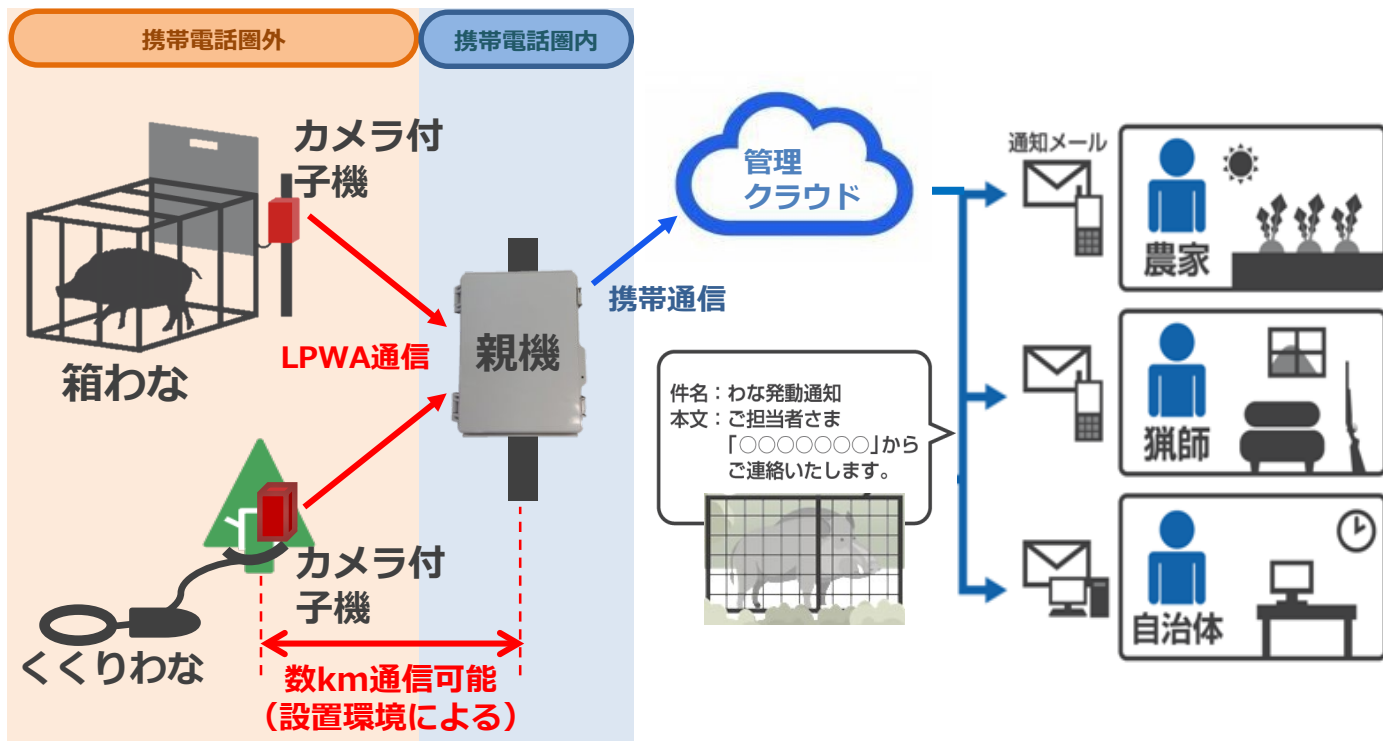 携帯電話圏外
携帯電話圏内
カメラ付
子機
箱わな
LPWA通信
親機
カメラ付
子機
くくりわな
数km通信可能
（設置環境による）
携帯通信
管理
クラウド
件名：わな発動通知
本文：ご担当者さま
「○○○○○○○」から
ご連絡いたします。
通知メール
農家
猟師
自治体